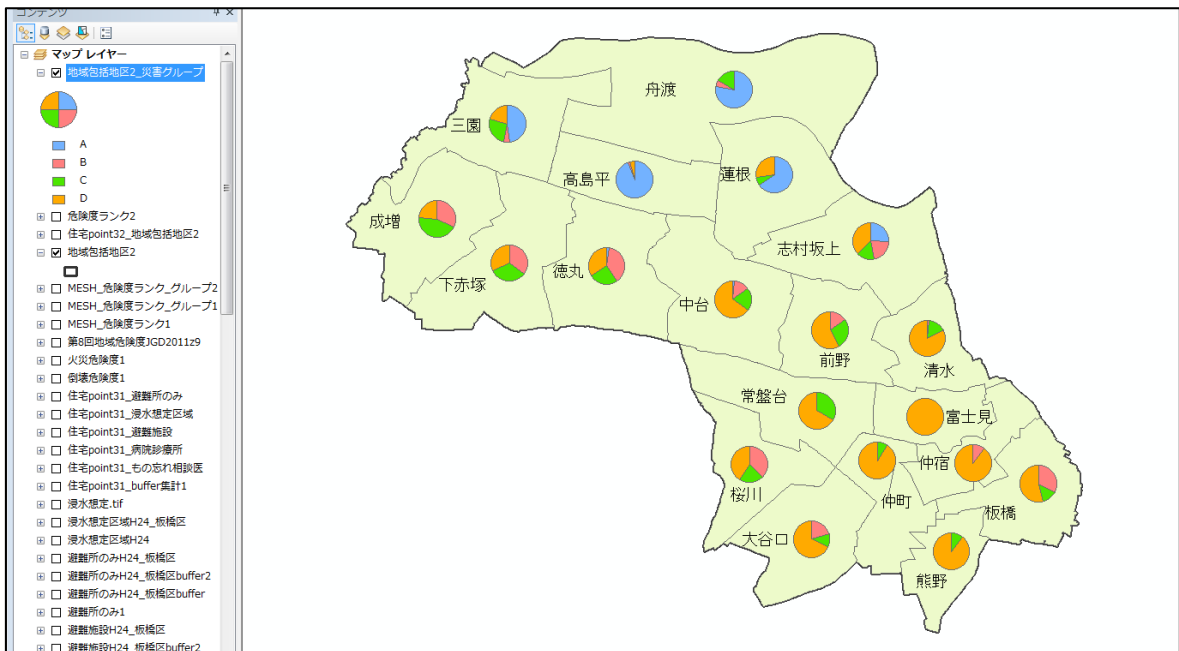 コンテンツ
マップ レイヤー
地域包括地区2_災害グループ
A
B
C
D
危険度ランク2
住宅point32_地域包括地区2
地域包括地区2
MESH_危険度ランク_グループ2
MESH_危険度ランク_グループ1
MESH_危険度ランク1
第8回地域危険度JGD2011z9
火災危険度1
倒壊危険度1
住宅point31_避難所のみ
住宅point31_浸水想定区域
住宅point31_避難施設
住宅point31_病院診療所
住宅point31_もの忘れ相談医
住宅point31_buffer集計1
浸水想定.tif
浸水想定区域H24_板橋区
浸水想定区域H24
避難所のみH24_板橋区
避難所のみH24_板橋区buffer2
避難所のみH24_板橋区buffer
避難所のみ1
避難施設H24_板橋区
避難施設H24_板橋区buffer2
舟渡
三園
高島平
蓮根
成増
志村坂上
下赤塚
徳丸
中台
前野
清水
常盤台
富士見
仲宿
桜川
仲町
板橋
大谷口
熊野